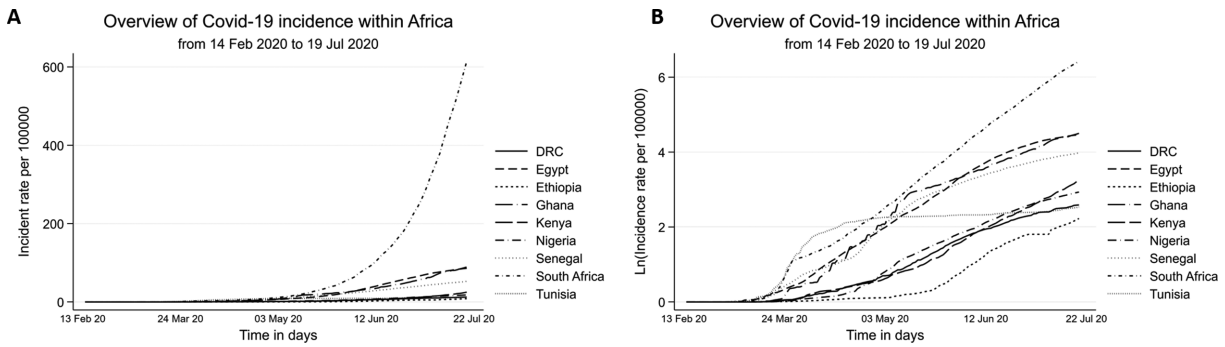 A
Overview of Covid-19 incidence within Africa
from 14 Feb 2020 to 19 Jul 2020
Incident rate per 100000
600
400
200
0
13 Feb 20
24 Mar 20
03 May 20
12 Jun 20
22 Jul 20
Time in days
DRC
Egypt
Ethiopia
Ghana
Kenya
Nigeria
Senegal
South Africa
Tunisia
B
Overview of Covid-19 incidence within Africa
from 14 Feb 2020 to 19 Jul 2020
Ln(Incidence rate per 100000)
6
4
2
0
13 Feb 20
24 Mar 20
03 May 20
12 Jun 20
22 Jul 20
Time in days
DRC
Egypt
Ethiopia
Ghana
Kenya
Nigeria
Senegal
South Africa
Tunisia